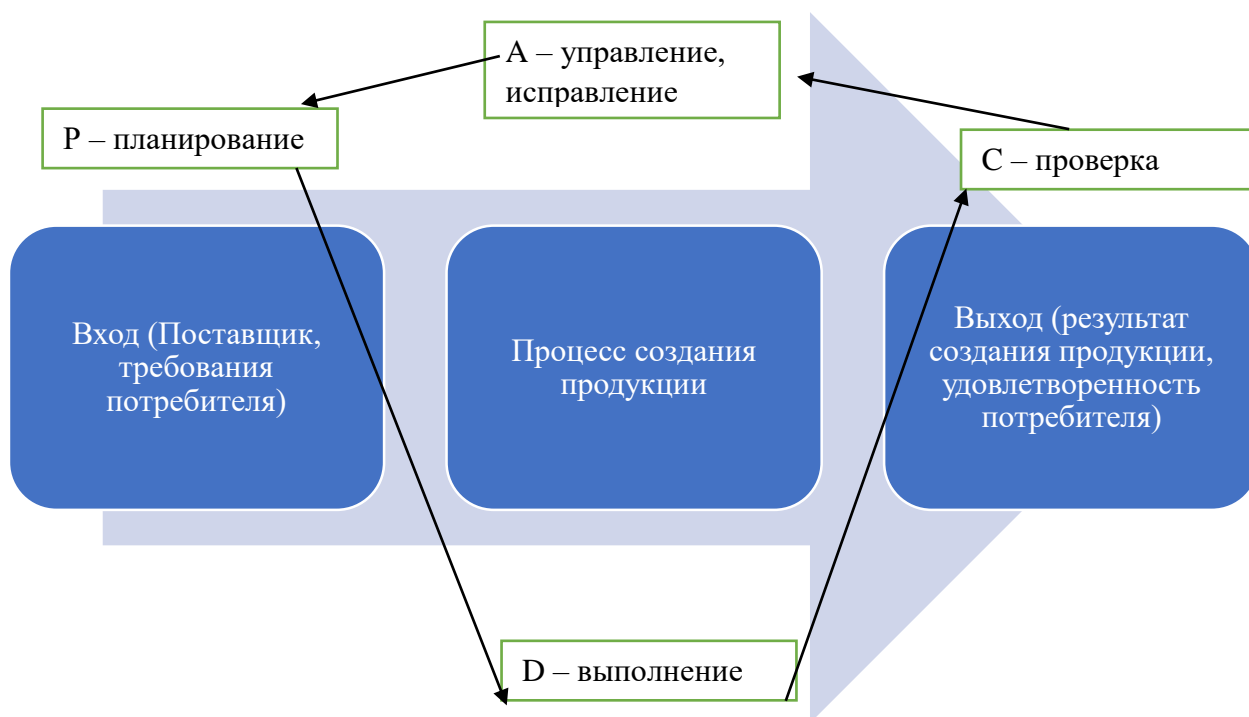 A – управление,
исправление
P – планирование
C – проверка
Вход (Поставщик,
требования
потребителя)
Процесс создания
продукции
Выход (результат
создания продукции,
удовлетворенность
потребителя)
D – выполнение